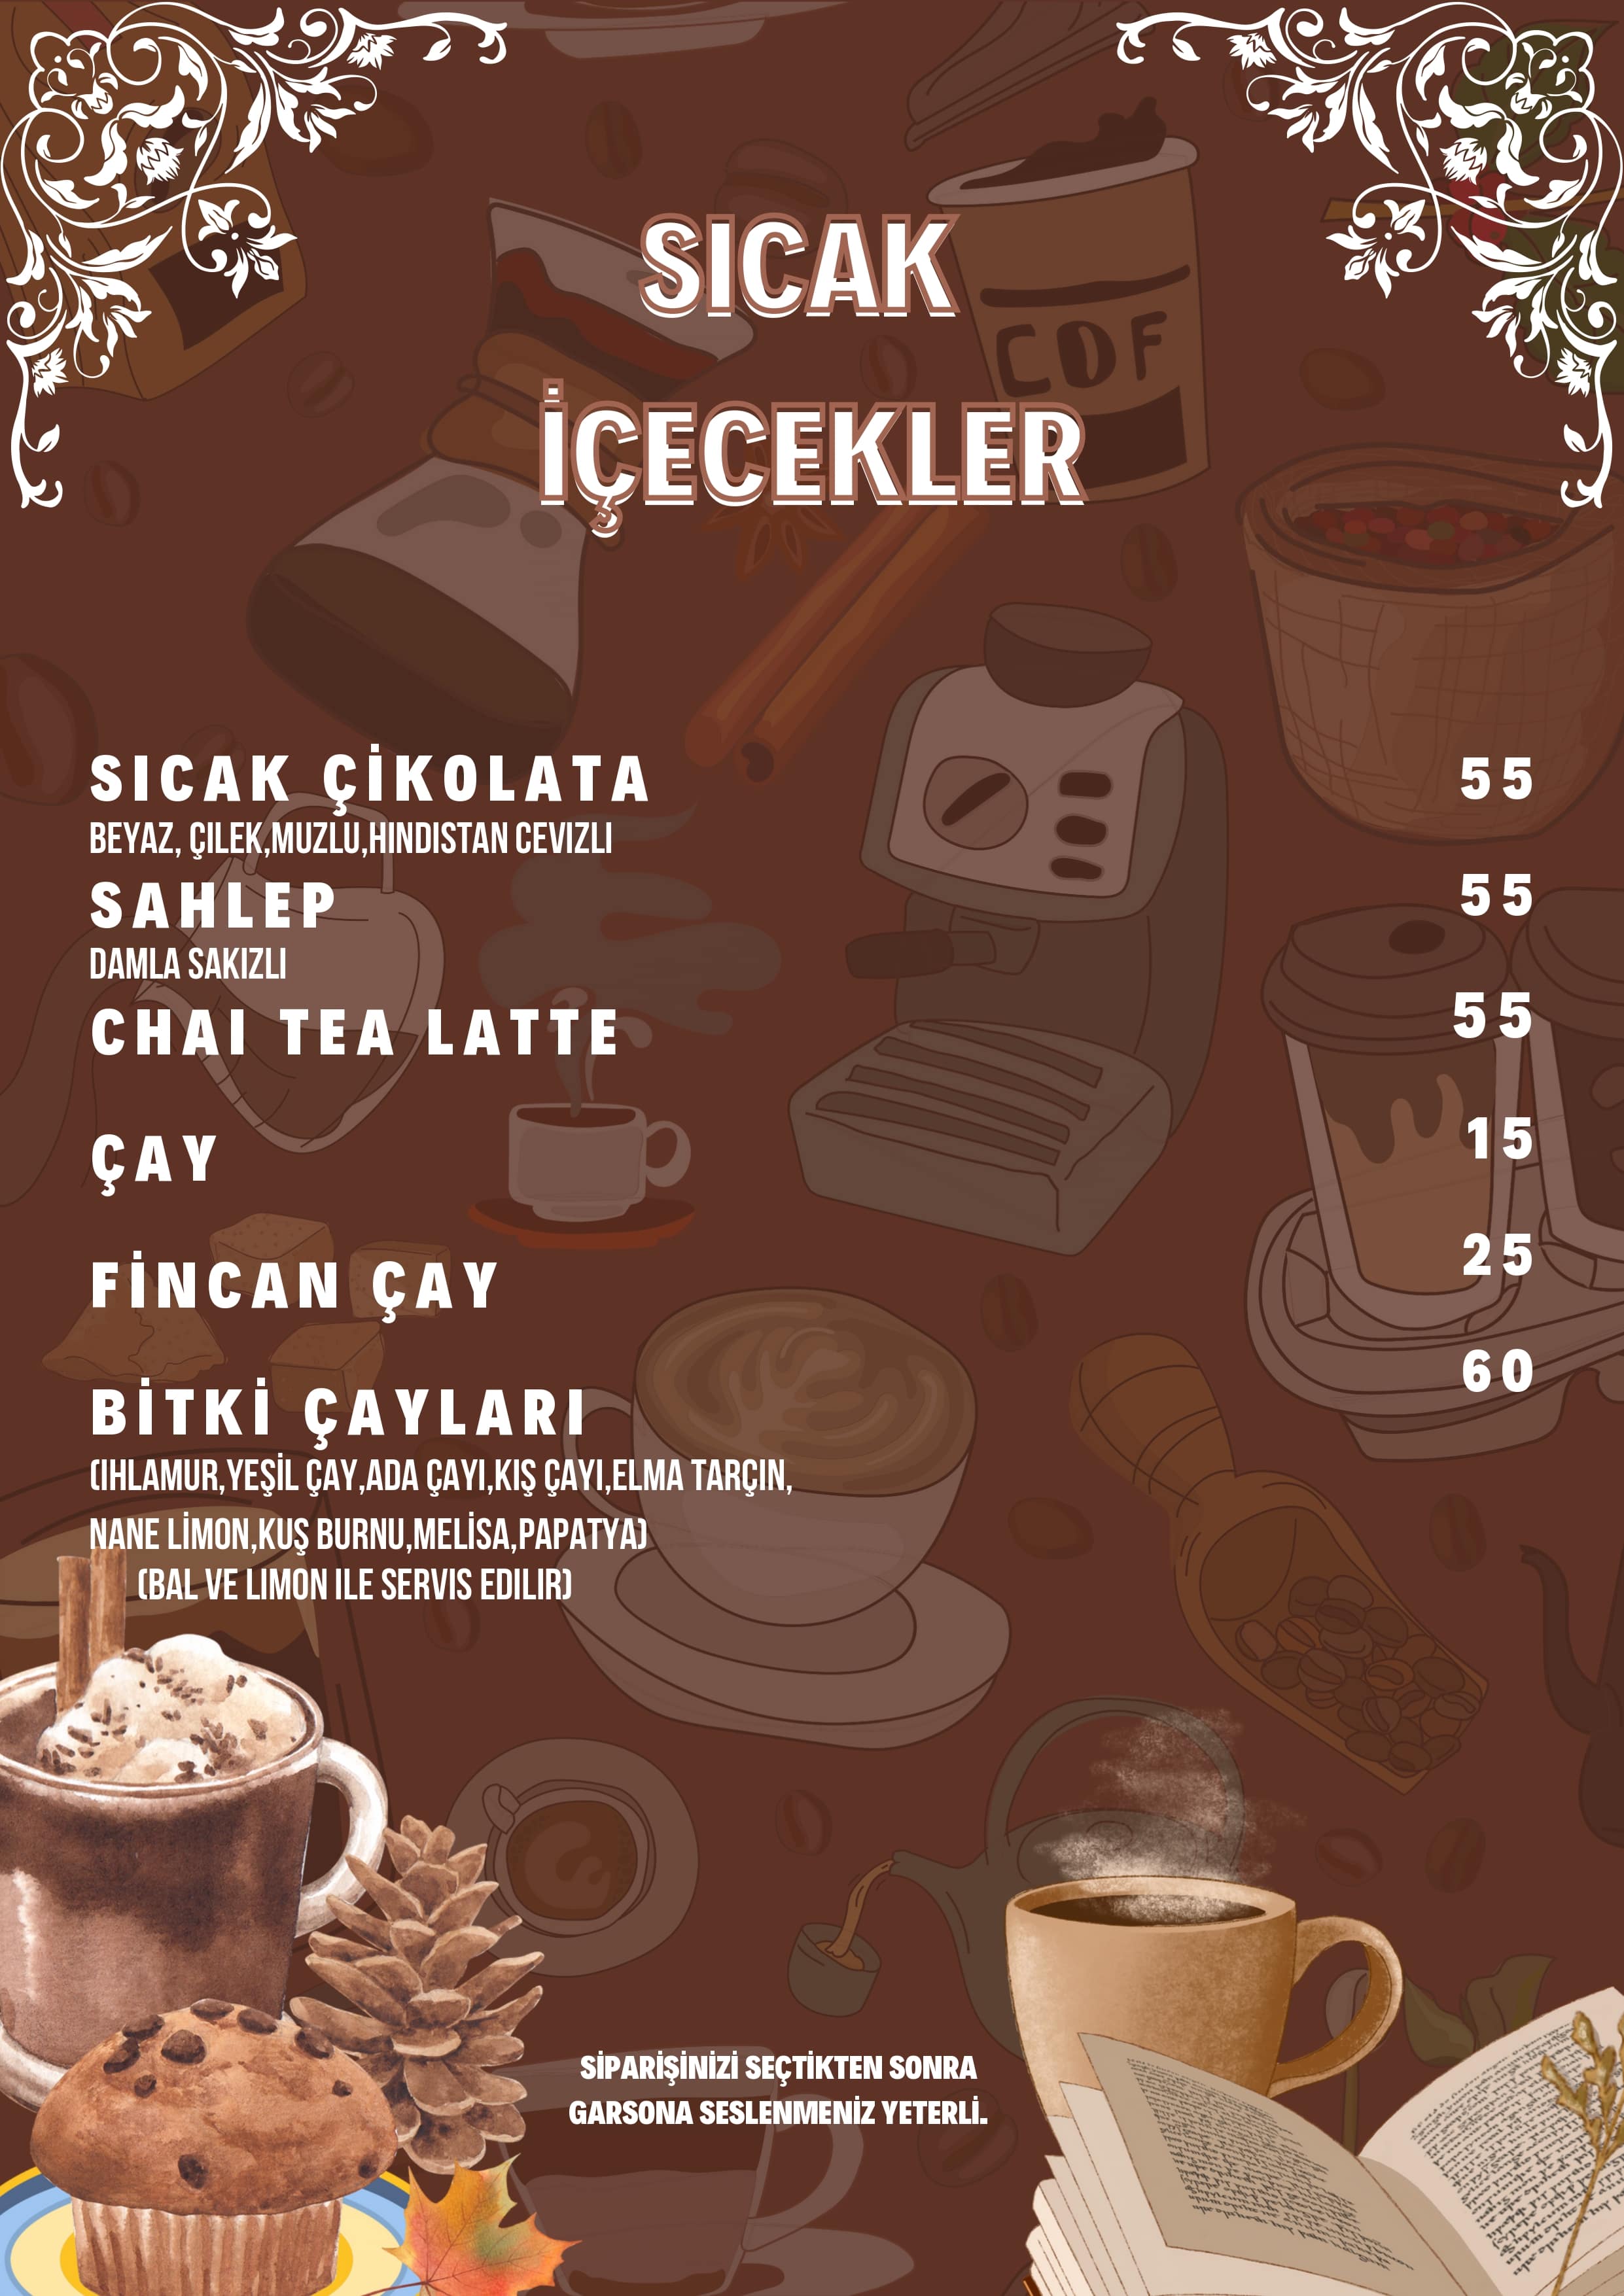 SICAK
İÇECEKLER
COF
SICAK ÇİKOLATA 55
BEYAZ, ÇILEK,MUZLU,HINDISTAN CEVIZLI
SAHLEP 55
DAMLA SAKIZLI
CHAI TEA LATTE 55
ÇAY 15
FİNCAN ÇAY 25
BİTKİ ÇAYLARI 60
(IHLAMUR,YEŞİL ÇAY,ADA ÇAYI,KIŞ ÇAYI,ELMA TARÇIN,
NANE LİMON,KUŞ BURNU,MELİSA,PAPATYA)
(BAL VE LIMON ILE SERVIS EDILIR)
SİPARİŞİNİZİ SEÇTİKTEN SONRA
GARSONA SESLENMENİZ YETERLİ.